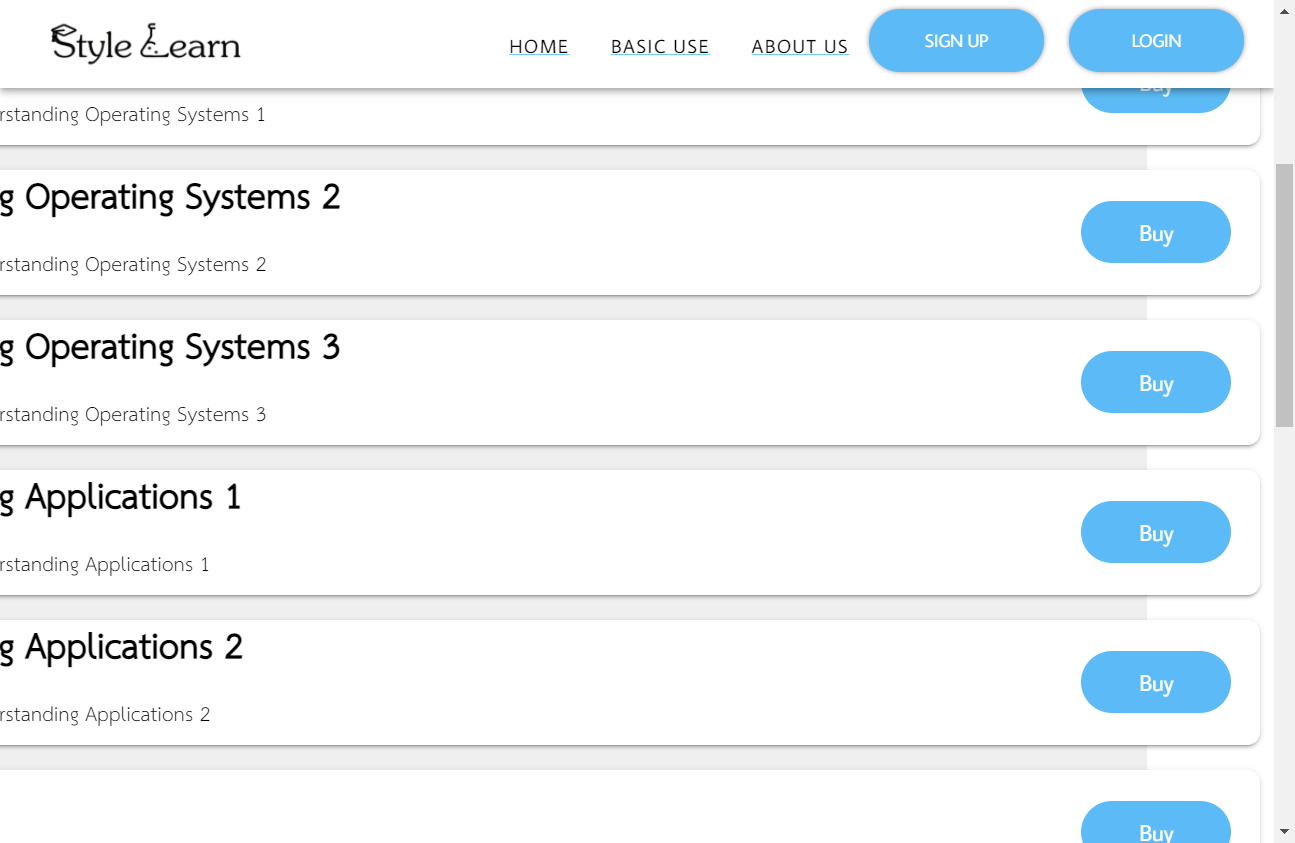 Style Learn
HOME BASIC USE ABOUT US SIGN UP LOGIN
Buy
rstanding Operating Systems 1
g Operating Systems 2
Buy
rstanding Operating Systems 2
g Operating Systems 3
Buy
rstanding Operating Systems 3
g Applications 1
Buy
rstanding Applications 1
g Applications 2
Buy
rstanding Applications 2
Buy